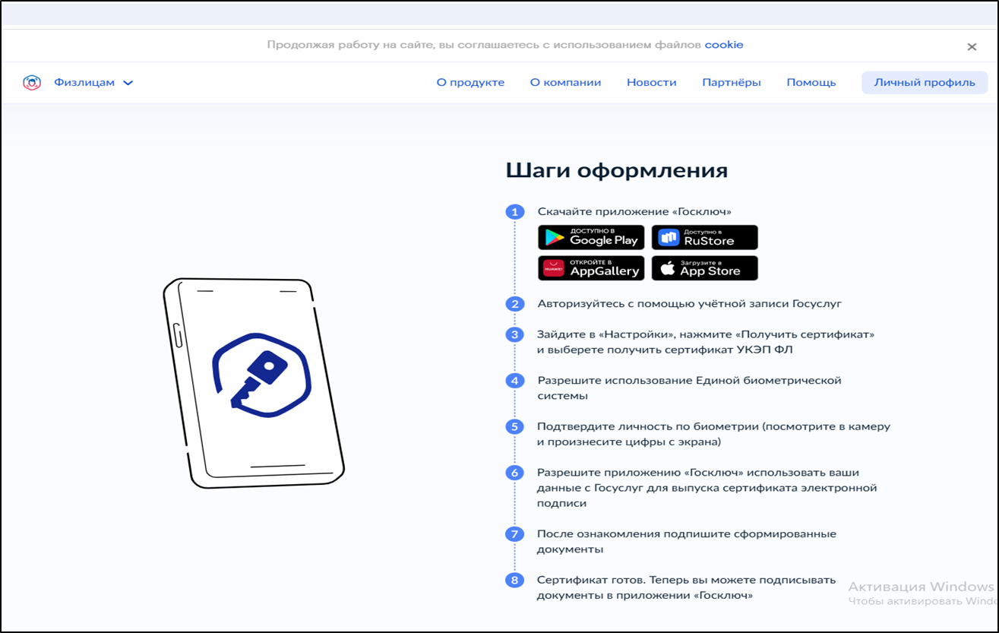 Продолжая работу на сайте, вы соглашаетесь с использованием файлов cookie
Физлицам
О продукте
О компании
Новости
Партнёры
Помощь
Личный профиль
Шаги оформления
1
Скачайте приложение «Госключ»
ДОСТУПНО В
Google Play
Доступно в
RuStore
HUAWEI
ОТКРОЙТЕ В
AppGallery
Загрузите в
App Store
2
Авторизуйтесь с помощью учётной записи Госуслуг
3
Зайдите в «Настройки», нажмите «Получить сертификат»
и выберете получить сертификат УКЭП ФЛ
4
Разрешите использование Единой биометрической
системы
5
Подтвердите личность по биометрии (посмотрите в камеру
и произнесите цифры с экрана)
6
Разрешите приложению «Госключ» использовать ваши
данные с Госуслуг для выпуска сертификата электронной
подписи
7
После ознакомления подпишите сформированные
документы
8
Сертификат готов. Теперь вы можете подписывать
документы в приложении «Госключ»
Активация Windows
Чтобы активировать Windo